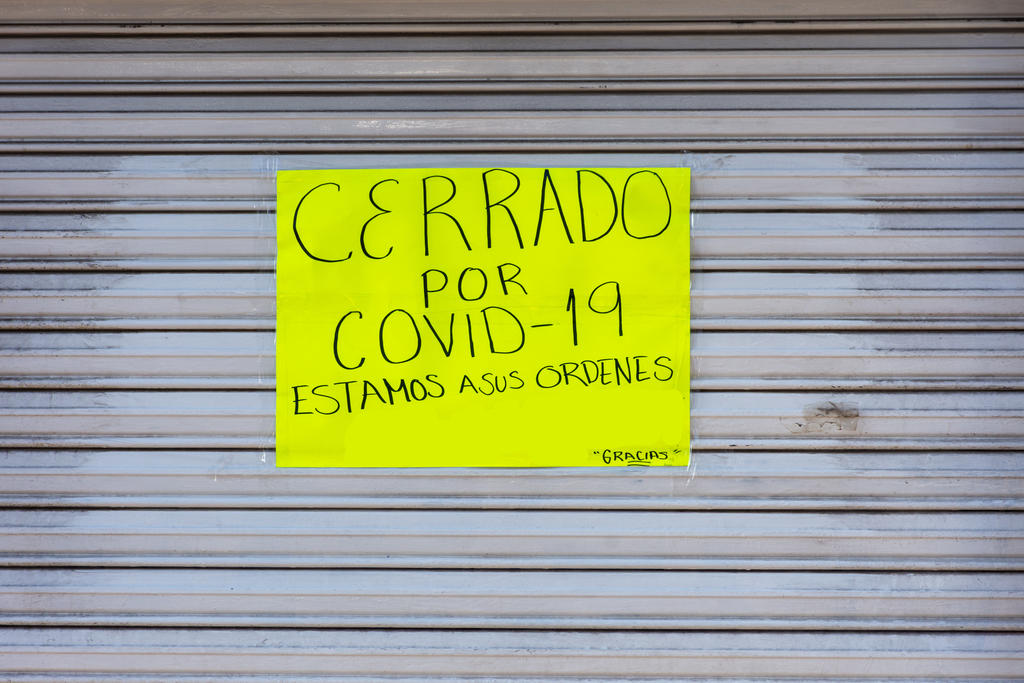 CERRADO
POR
COVID-19
ESTAMOS ASUS ORDENES
"GRACIAS"